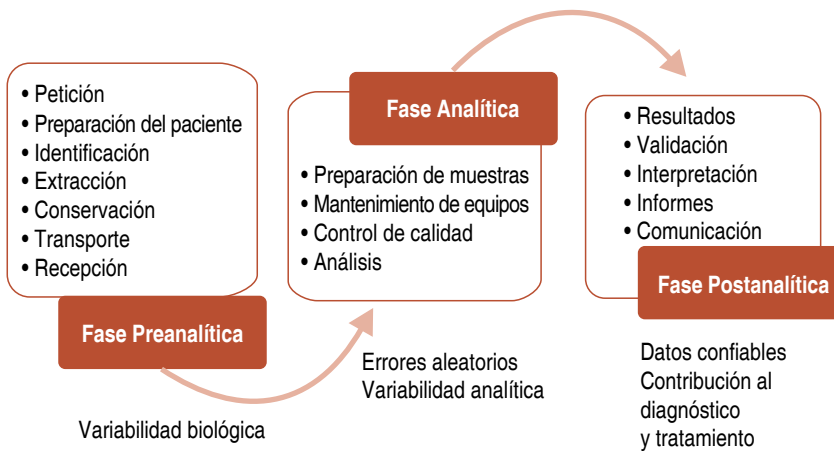 • Petición
• Preparación del paciente
• Identificación
• Extracción
• Conservación
• Transporte
• Recepción
Fase Preanalítica
Variabilidad biológica
Fase Analítica
• Preparación de muestras
• Mantenimiento de equipos
• Control de calidad
• Análisis
Errores aleatorios
Variabilidad analítica
• Resultados
• Validación
• Interpretación
• Informes
• Comunicación
Fase Postanalítica
Datos confiables
Contribución al
diagnóstico
y tratamiento